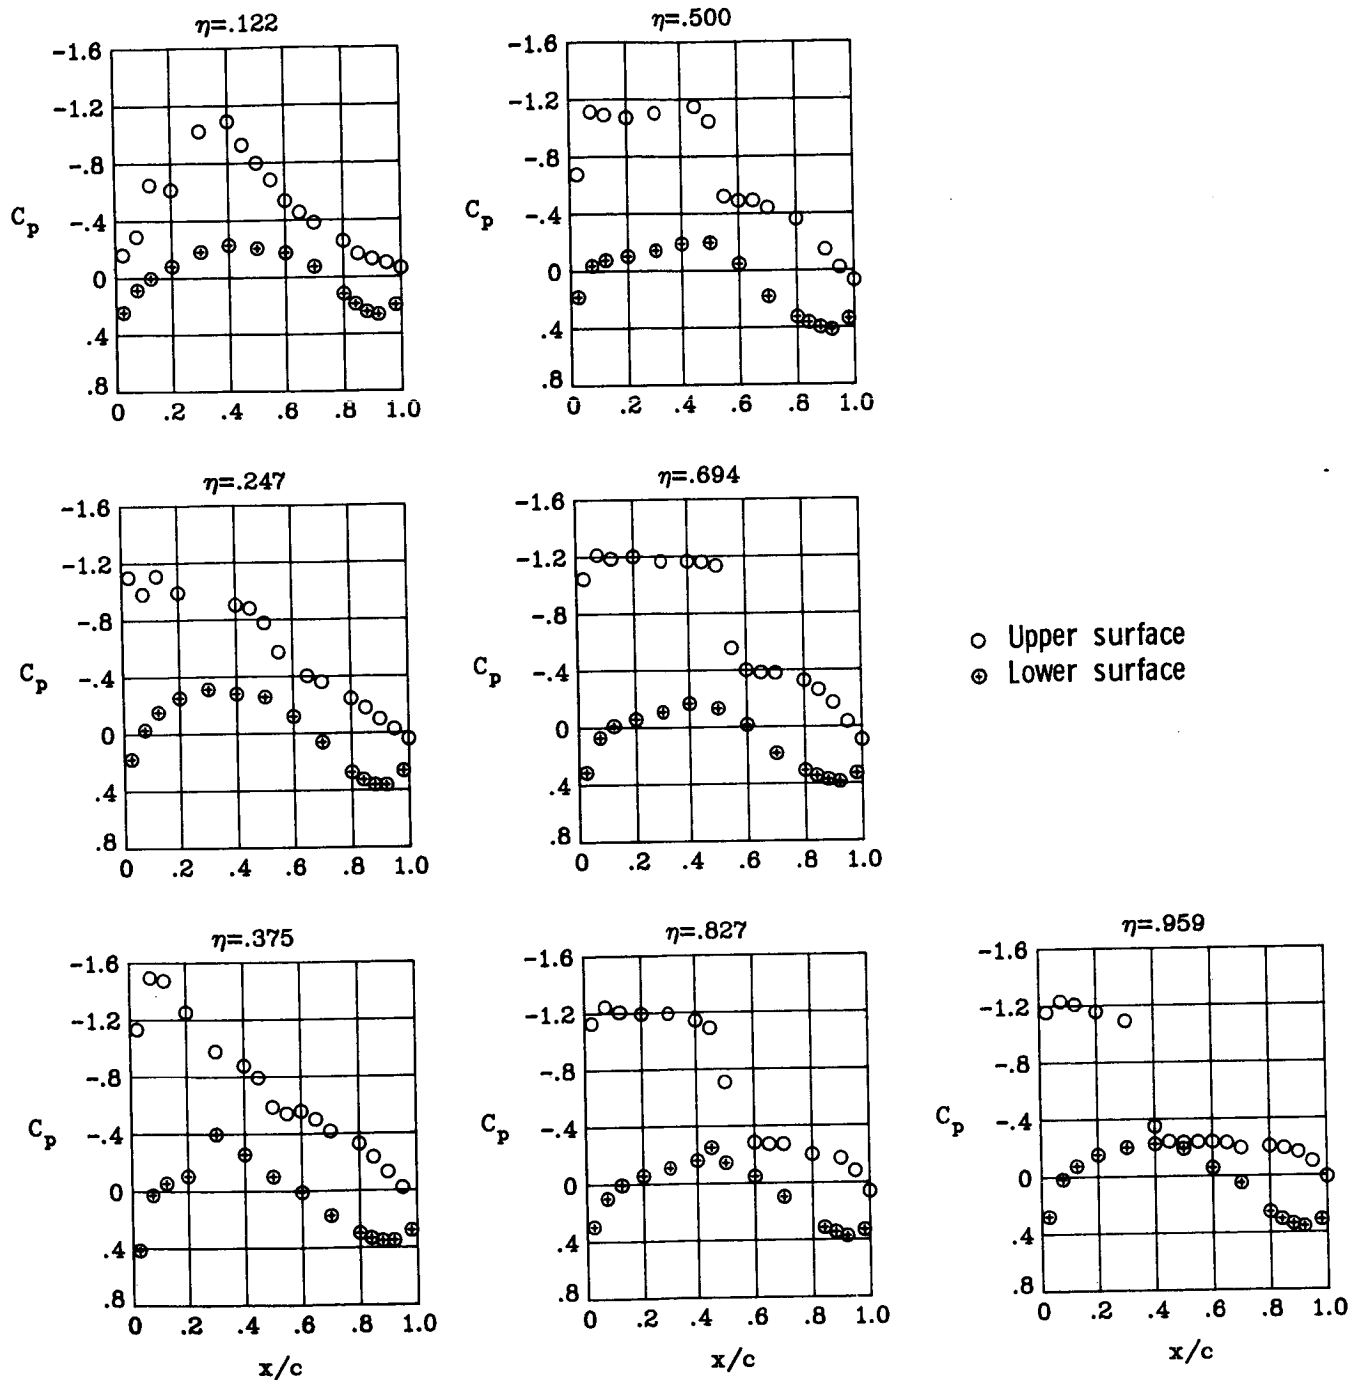 η=.122
-1.6
-1.2
-.8
-.4
0
.4
.8
C_p
0 .2 .4 .6 .8 1.0
η=.500
-1.6
-1.2
-.8
-.4
0
.4
.8
C_p
0 .2 .4 .6 .8 1.0
η=.247
-1.6
-1.2
-.8
-.4
0
.4
.8
C_p
0 .2 .4 .6 .8 1.0
η=.694
-1.6
-1.2
-.8
-.4
0
.4
.8
C_p
0 .2 .4 .6 .8 1.0
Upper surface
Lower surface
η=.375
-1.6
-1.2
-.8
-.4
0
.4
.8
C_p
0 .2 .4 .6 .8 1.0
x/c
η=.827
-1.6
-1.2
-.8
-.4
0
.4
.8
C_p
0 .2 .4 .6 .8 1.0
x/c
η=.959
-1.6
-1.2
-.8
-.4
0
.4
.8
C_p
0 .2 .4 .6 .8 1.0
x/c